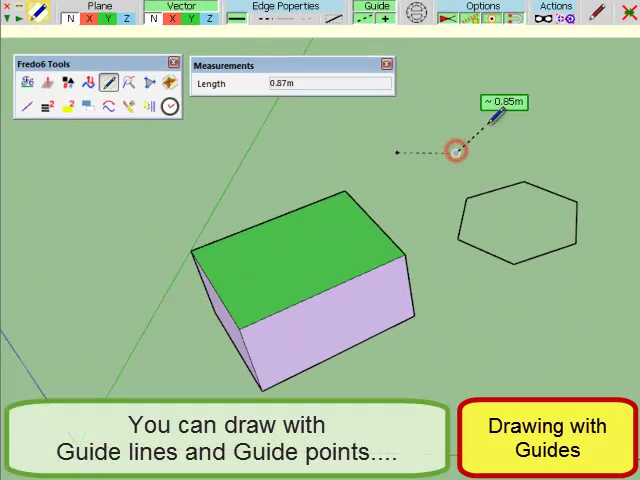 Plane
Vector
Edge Properties
Guide
Options
Actions
N X Y Z
N X Y Z
Fredo6 Tools
Measurements
Length
0.87m
~ 0.85m
You can draw with
Guide lines and Guide points....
Drawing with
Guides